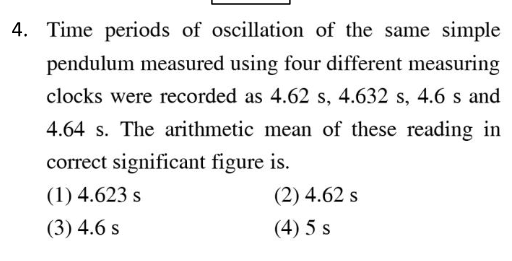 4. Time periods of oscillation of the same simple
pendulum measured using four different measuring
clocks were recorded as 4.62 s, 4.632 s, 4.6 s and
4.64 s. The arithmetic mean of these reading in
correct significant figure is.
(1) 4.623 s (2) 4.62 s
(3) 4.6 s (4) 5 s